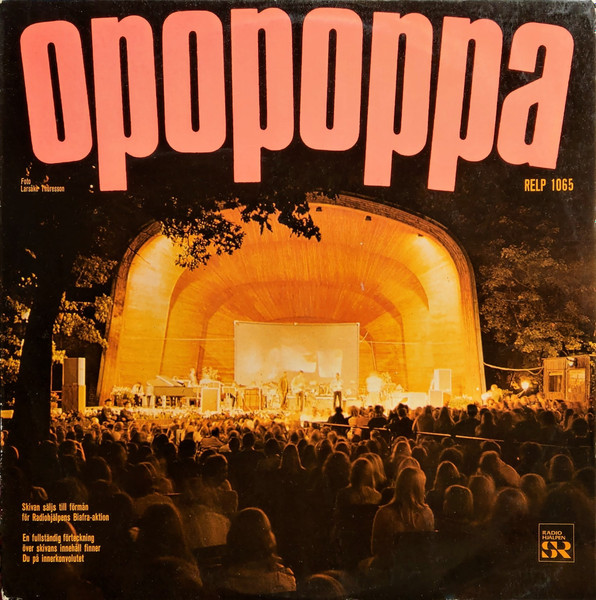 opopoppa
Foto
Larsåke Thuresson
RELP 1065
Skivan säljs till förmån
för Radiohjälpens Biafra-aktion
En fullständig förteckning
över skivans innehåll finner
Du på innerkonvolutet
RADIO
HJÄLPEN
SR